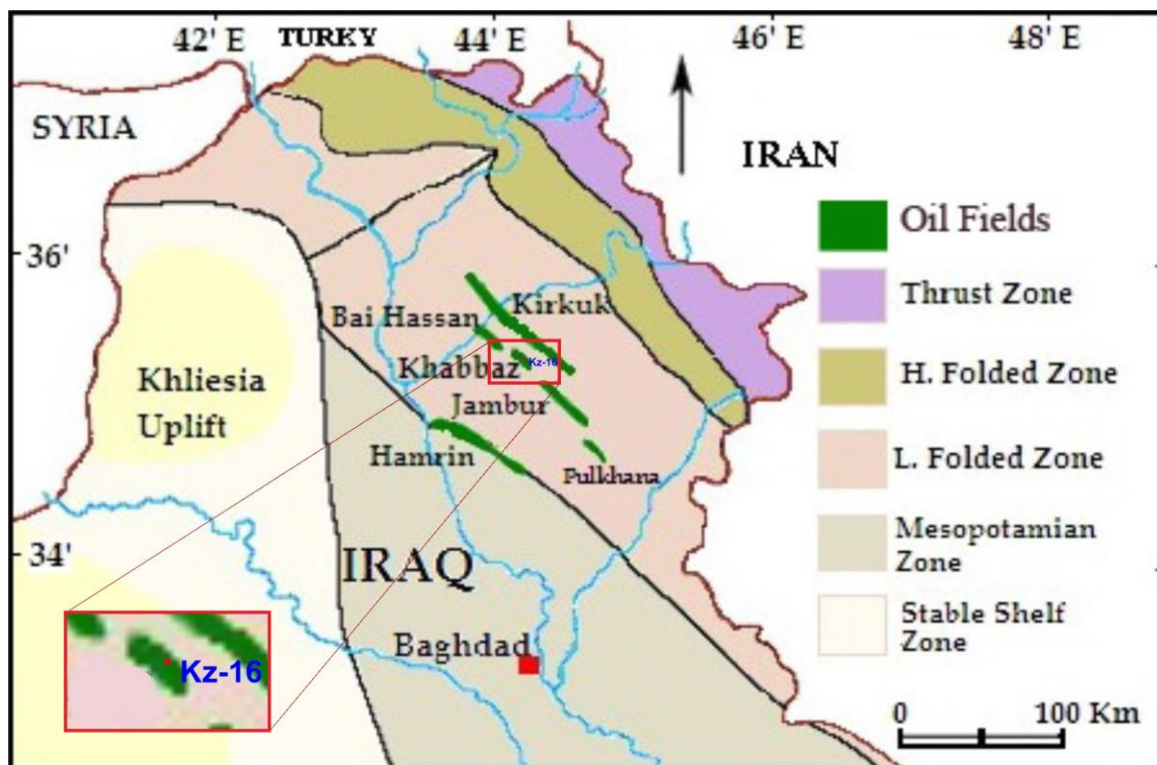 42' E
TURKY
44' E
46' E
48' E
SYRIA
IRAN
36'
Oil Fields
Thrust Zone
H. Folded Zone
L. Folded Zone
Mesopotamian
Zone
Stable Shelf
Zone
Kirkuk
Bai Hassan
Khabbaz
Kz-16
Jambur
Khliesia
Uplift
Hamrin
Pulkhana
34'
IRAQ
Baghdad
Kz-16
0
100 Km